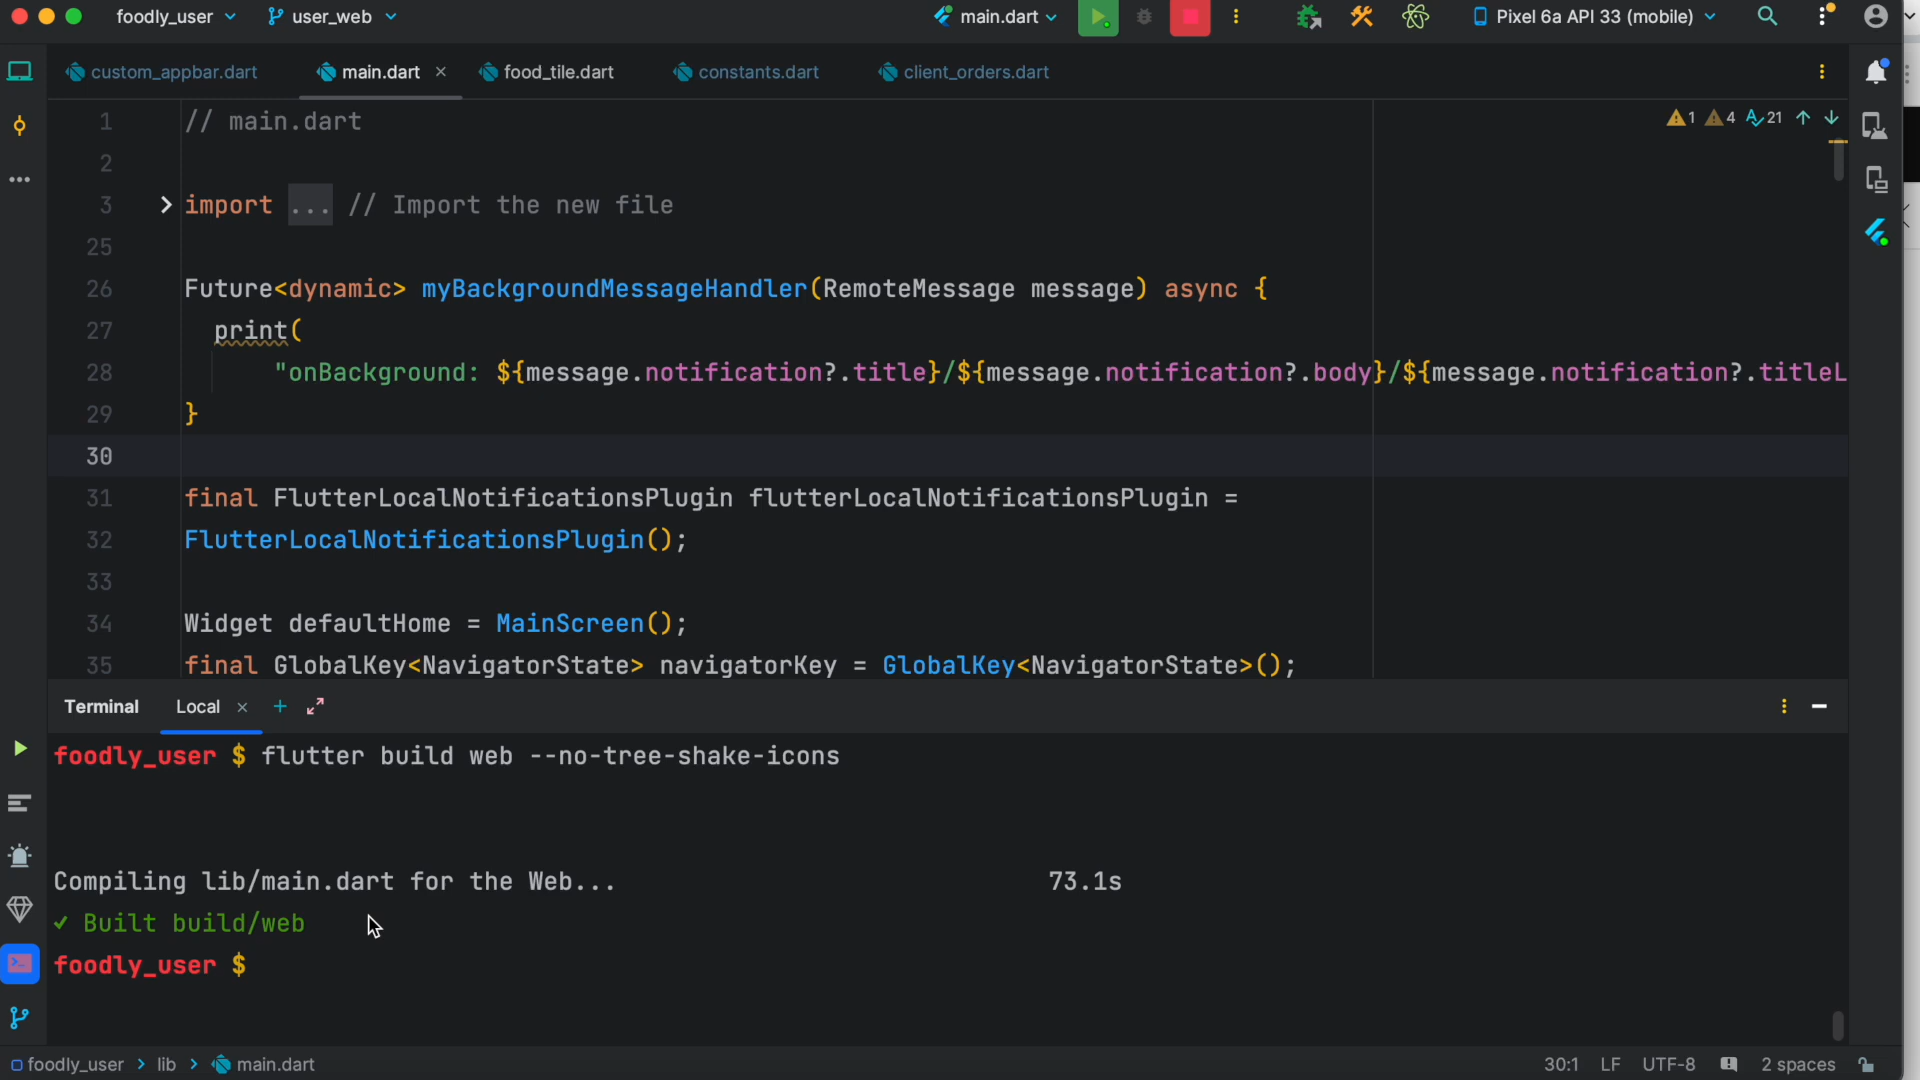 foodly_user user_web main.dart Pixel 6a API 33 (mobile)
custom_appbar.dart main.dart food_tile.dart constants.dart client_orders.dart
1 // main.dart 1 4 21
2
3 import ... // Import the new file
25
26 Future<dynamic> myBackgroundMessageHandler(RemoteMessage message) async {
27 print(
28 "onBackground: ${message.notification?.title}/${message.notification?.body}/${message.notification?.titleL
29 }
30
31 final FlutterLocalNotificationsPlugin flutterLocalNotificationsPlugin =
32 FlutterLocalNotificationsPlugin();
33
34 Widget defaultHome = MainScreen();
35 final GlobalKey<NavigatorState> navigatorKey = GlobalKey<NavigatorState>();
Terminal Local
foodly_user $ flutter build web --no-tree-shake-icons
Compiling lib/main.dart for the Web... 73.1s
✓ Built build/web
foodly_user $
foodly_user > lib > main.dart 30:1 LF UTF-8 2 spaces